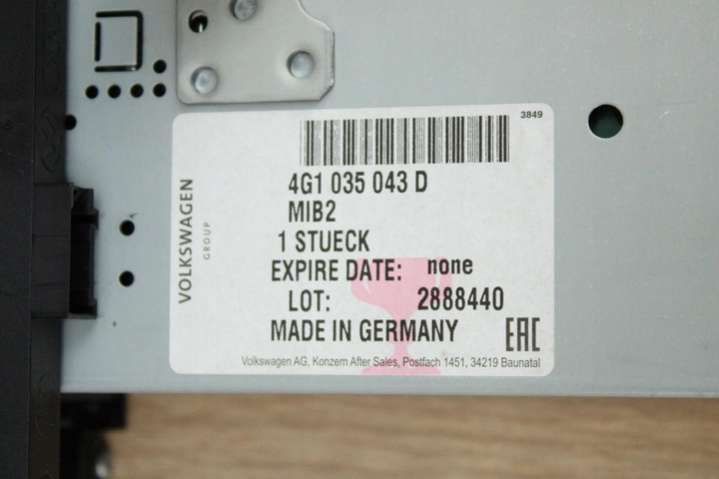 3849
4G1 035 043 D
MIB2
1 STUECK
EXPIRE DATE: none
LOT: 2888440
MADE IN GERMANY
EAC
Volkswagen AG, Konzern After Sales, Postfach 1451, 34219 Baunatal
VOLKSWAGEN
GROUP